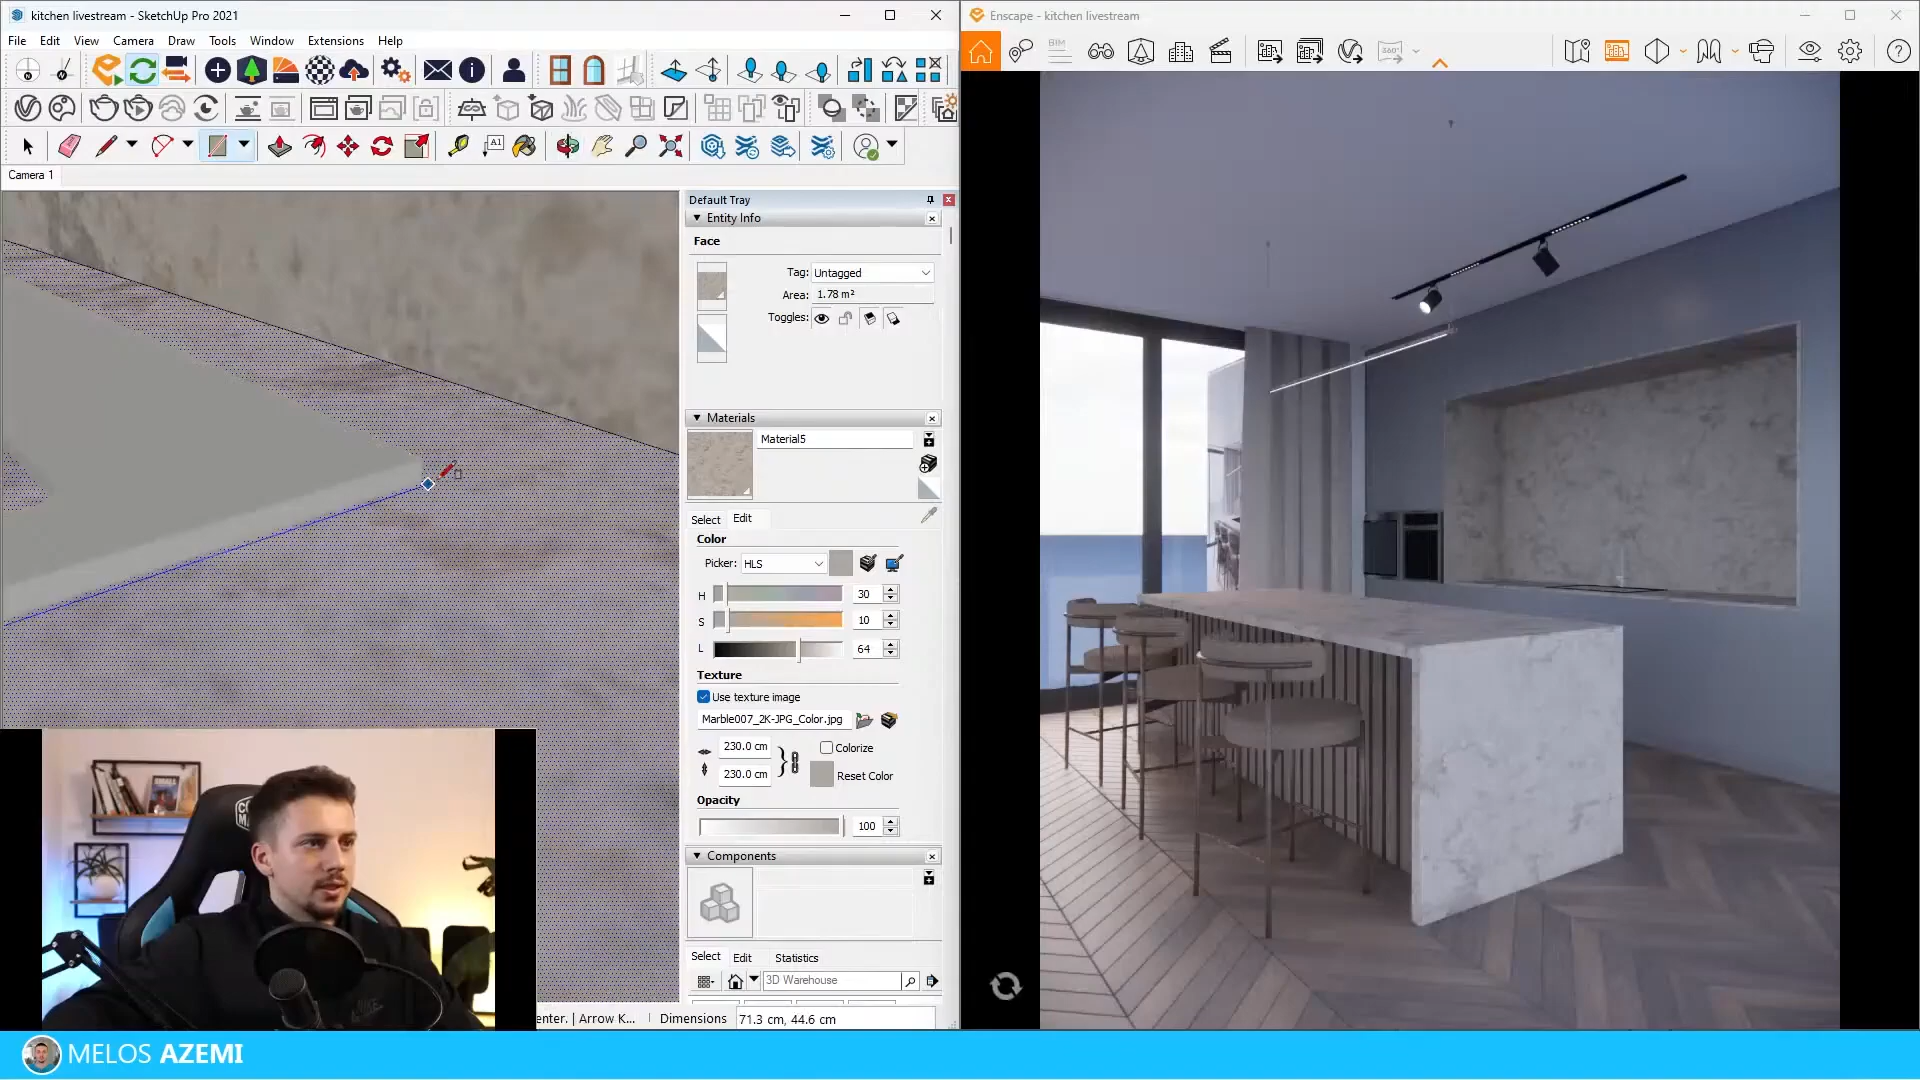 kitchen livestream - SketchUp Pro 2021
Enscape - kitchen livestream
File Edit View Camera Draw Tools Window Extensions Help
BIM
360°
?
A1
Camera 1
Default Tray
Entity Info
Face
Tag: Untagged
Area: 1.78 m²
Toggles:
Materials
Material5
Select Edit
Color
Picker: HLS
H 30
S 10
L 64
Texture
Use texture image
Marble007_2K-JPG_Color.jpg
230.0 cm
Colorize
230.0 cm
Reset Color
Opacity
100
Components
Select Edit Statistics
3D Warehouse
enter. | Arrow K...
Dimensions 71.3 cm, 44.6 cm
MELOS AZEMI